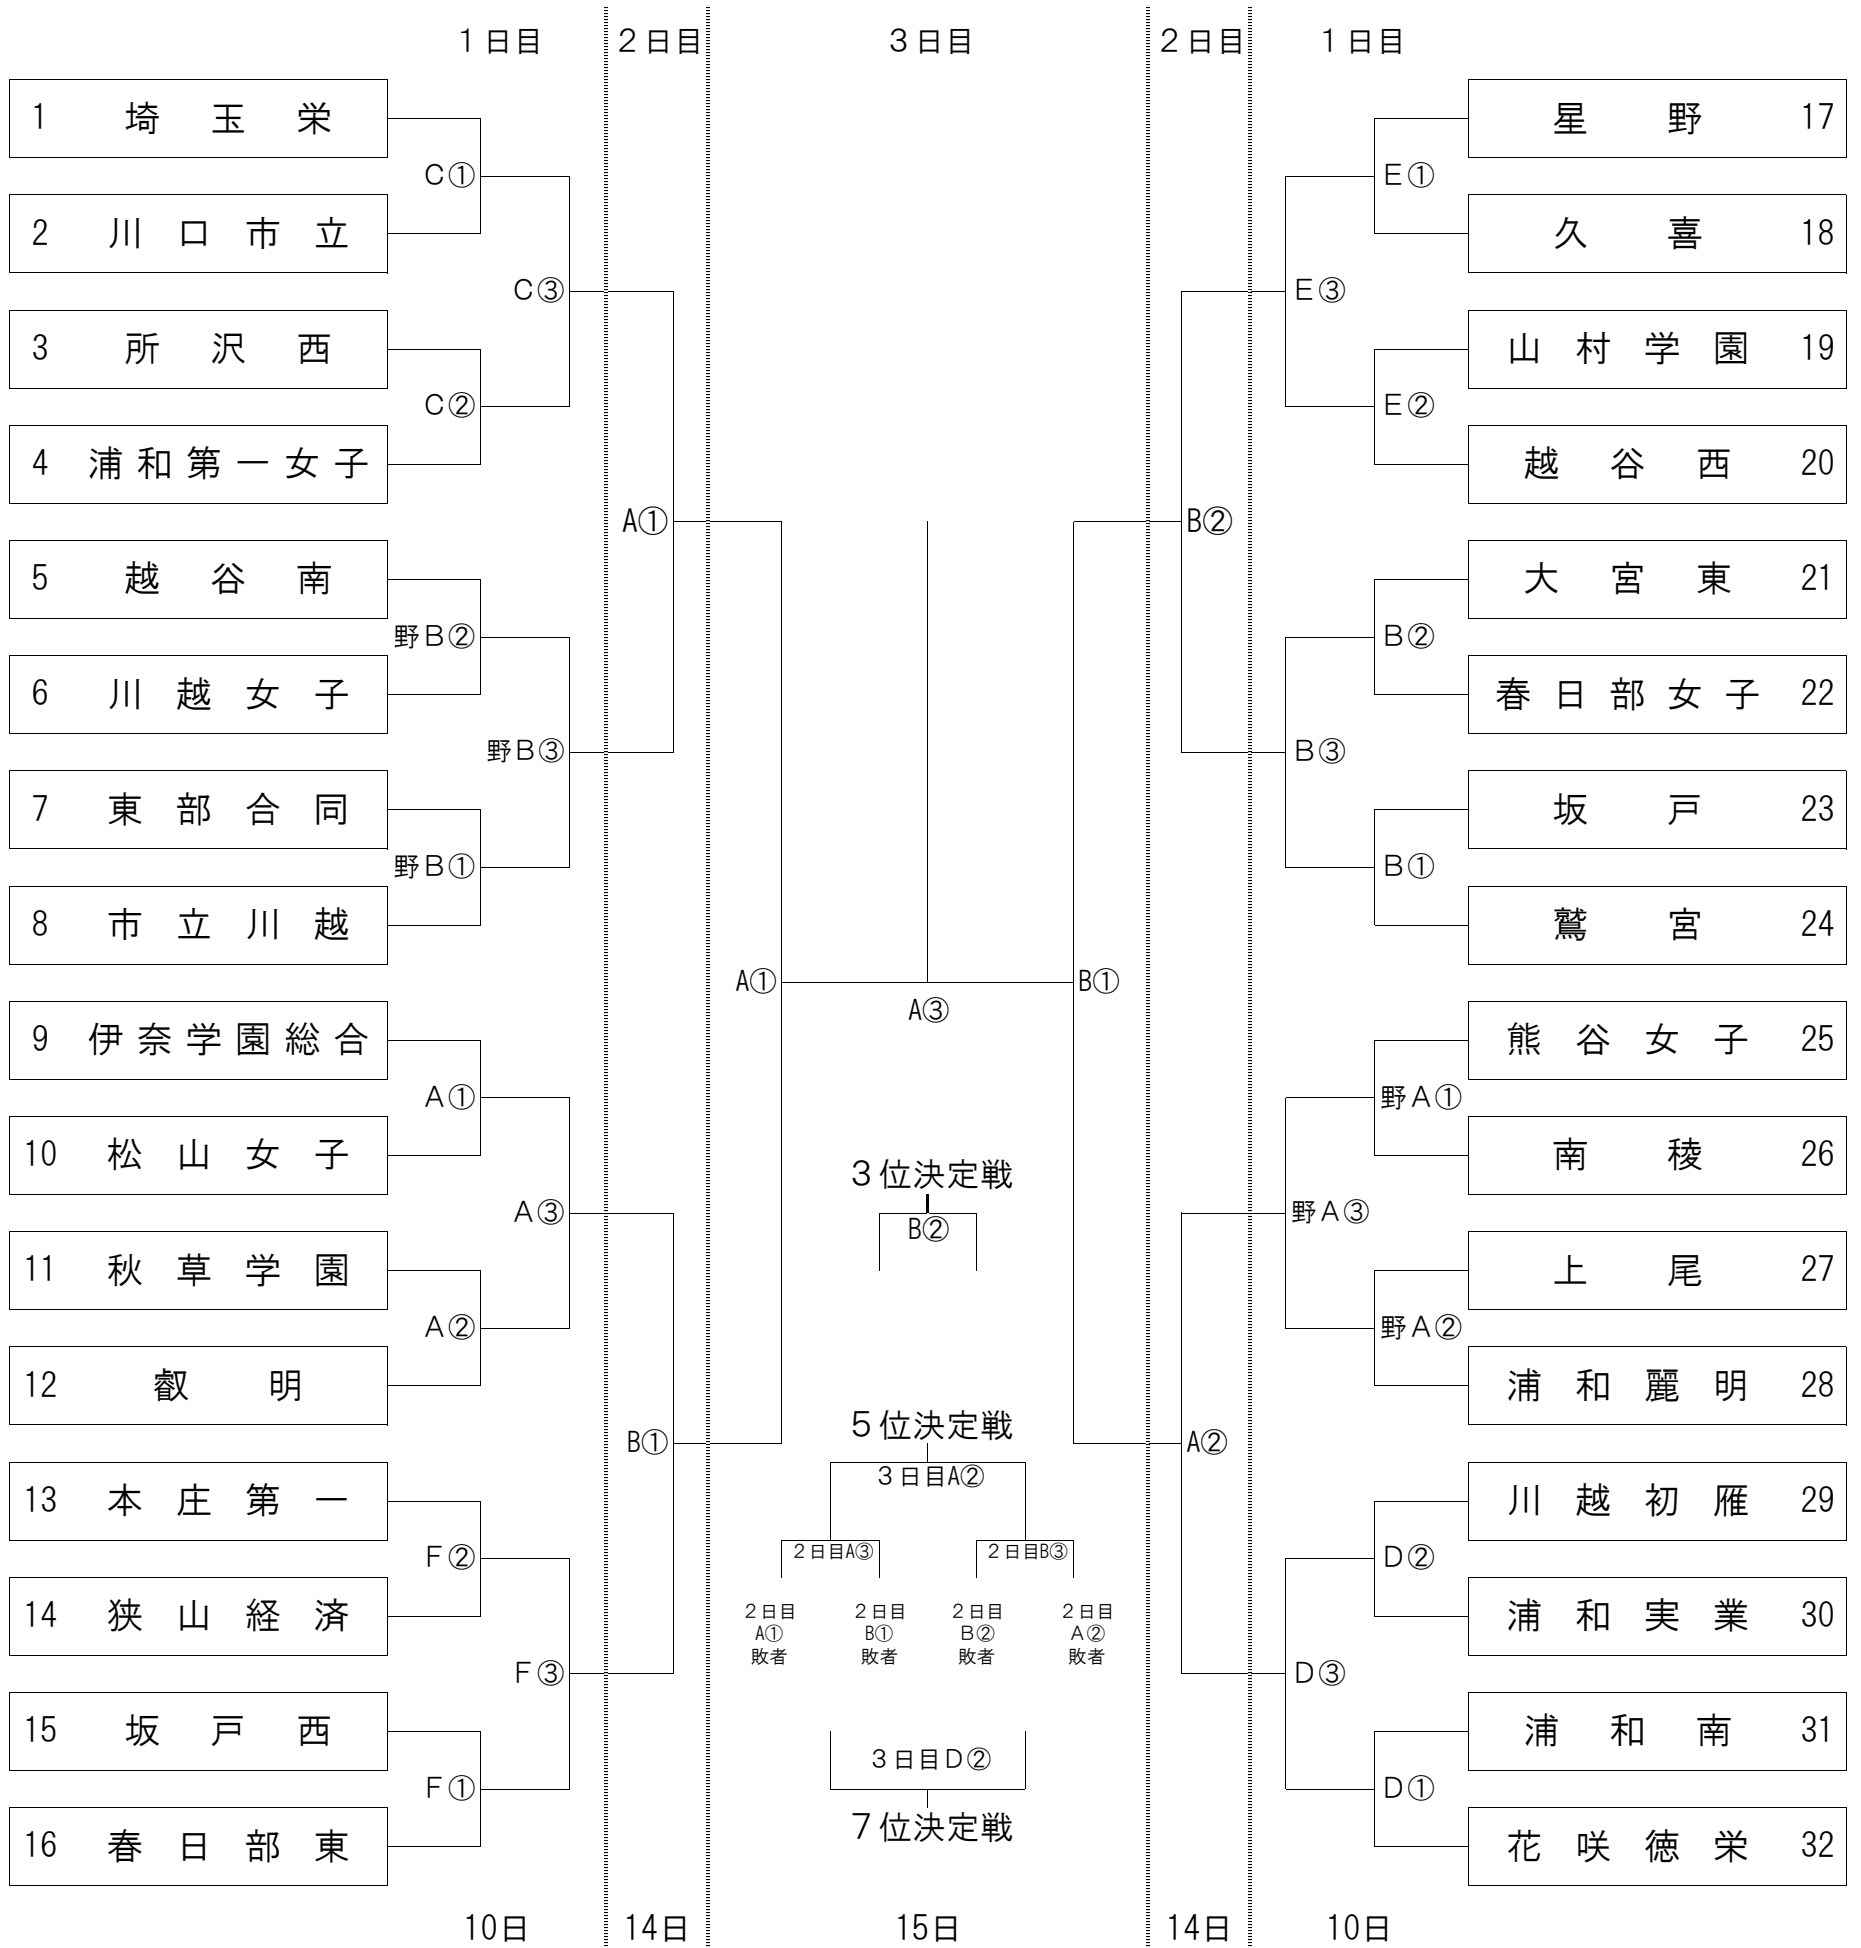 １日目 ２日目 ３日目 ２日目 １日目
1 埼玉栄
C①
2 川口市立
C③
3 所沢西
C②
4 浦和第一女子
A①
5 越谷南
野B②
6 川越女子
野B③
7 東部合同
野B①
8 市立川越
A①
9 伊奈学園総合
A①
10 松山女子
A③
11 秋草学園
A②
12 叡明
B①
13 本庄第一
F②
14 狭山経済
F③
15 坂戸西
F①
16 春日部東
A③
３位決定戦
B②
５位決定戦
３日目A②
２日目A③ ２日目B③
２日目 ２日目 ２日目 ２日目
A① B① B② A②
敗者 敗者 敗者 敗者
３日目D②
７位決定戦
星野 17
E①
久喜 18
E③
山村学園 19
E②
越谷西 20
B②
大宮東 21
B②
春日部女子 22
B③
坂戸 23
B①
鷲宮 24
B①
熊谷女子 25
野A①
南稜 26
野A③
上尾 27
野A②
浦和麗明 28
A②
川越初雁 29
D②
浦和実業 30
D③
浦和南 31
D①
花咲徳栄 32
10日 14日 15日 14日 10日